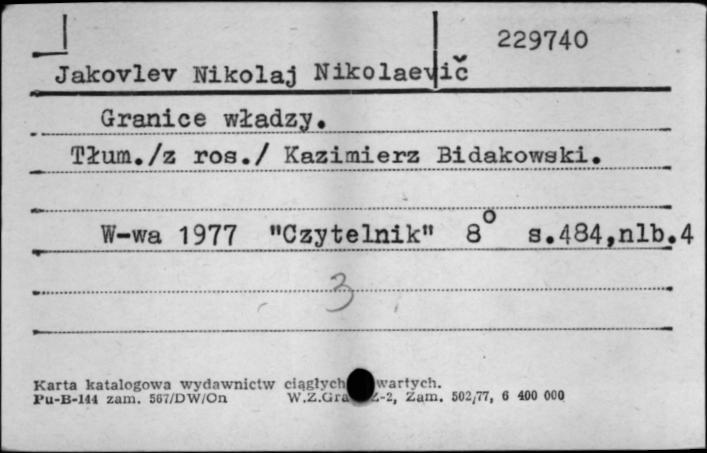 229740
Jakovlev Nikolaj Nikolaevič
Granice władzy.
Tłum./z ros./ Kazimierz Bidakowski.
W-wa 1977 "Czytelnik" 8° s.484,nlb.4
3
Karta katalogowa wydawnictw ciągłych wartych.
Pu-B-144 zam. 567/DW/On W.Z.Gra Z-2, Zam. 502/77, 6 400 000